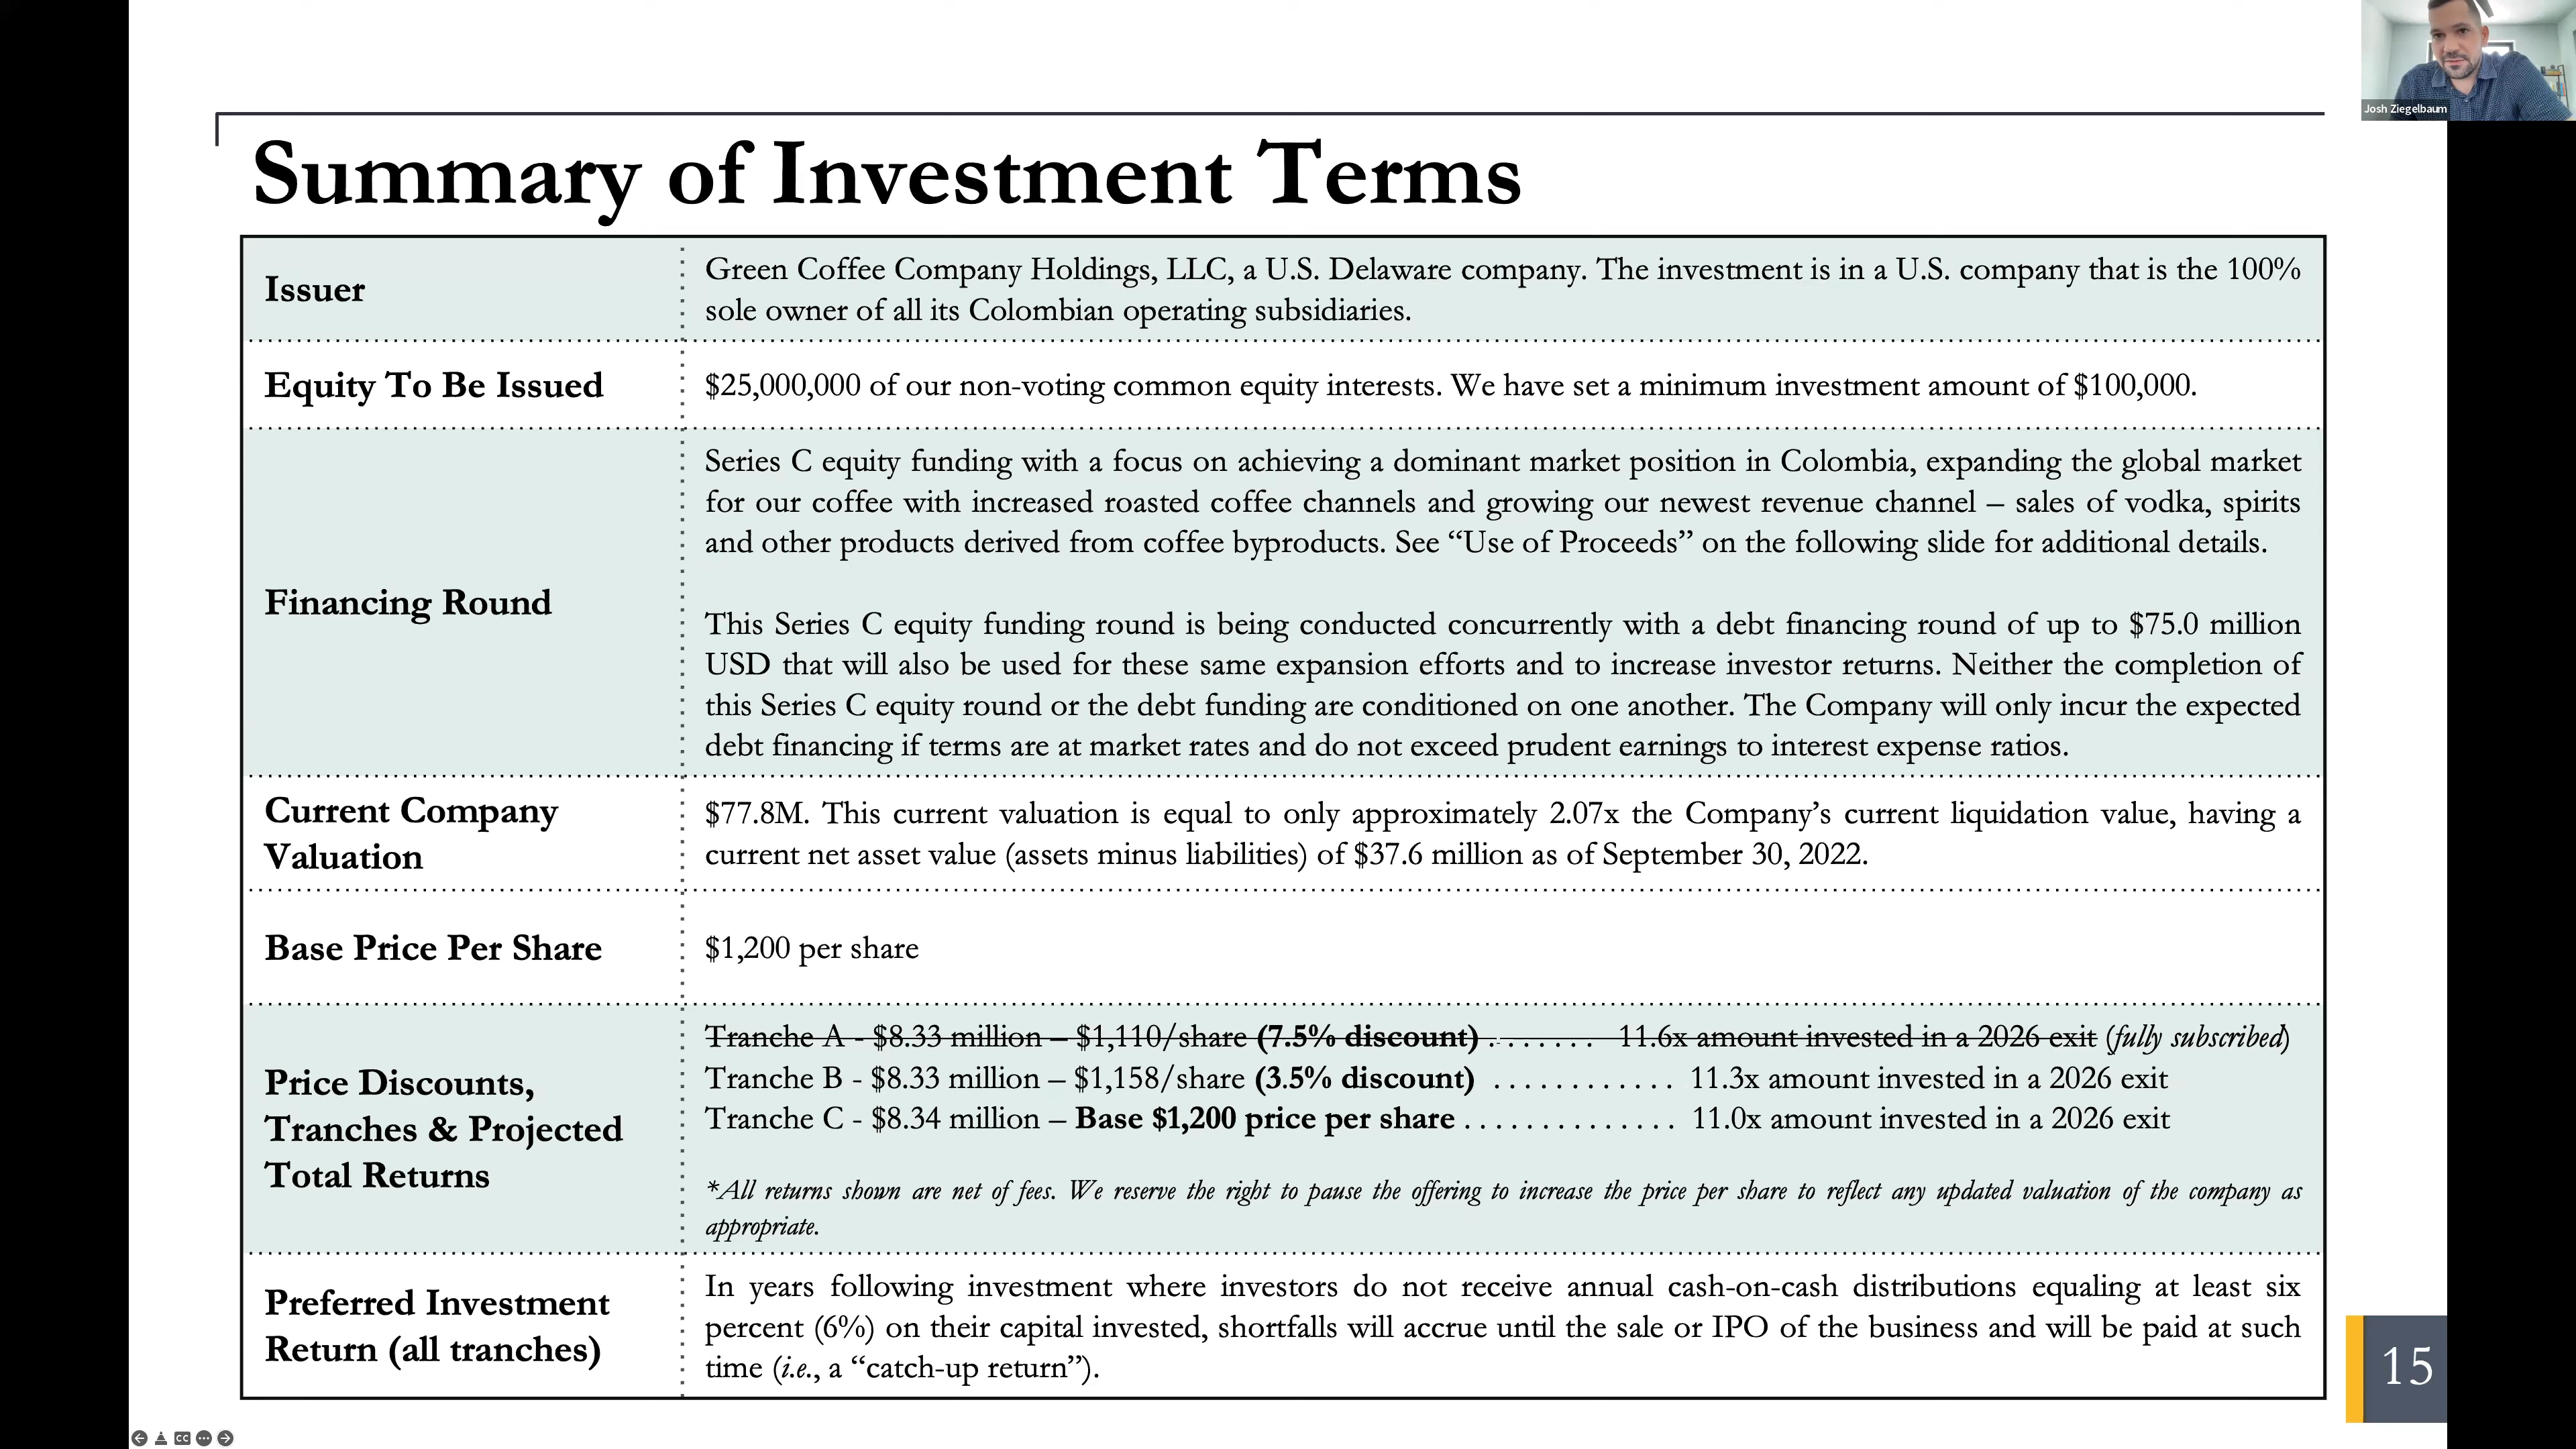 Josh Ziegelbaum
Summary of Investment Terms
Issuer
Green Coffee Company Holdings, LLC, a U.S. Delaware company. The investment is in a U.S. company that is the 100%
sole owner of all its Colombian operating subsidiaries.
Equity To Be Issued
$25,000,000 of our non-voting common equity interests. We have set a minimum investment amount of $100,000.
Financing Round
Series C equity funding with a focus on achieving a dominant market position in Colombia, expanding the global market
for our coffee with increased roasted coffee channels and growing our newest revenue channel – sales of vodka, spirits
and other products derived from coffee byproducts. See “Use of Proceeds” on the following slide for additional details.
This Series C equity funding round is being conducted concurrently with a debt financing round of up to $75.0 million
USD that will also be used for these same expansion efforts and to increase investor returns. Neither the completion of
this Series C equity round or the debt funding are conditioned on one another. The Company will only incur the expected
debt financing if terms are at market rates and do not exceed prudent earnings to interest expense ratios.
Current Company
Valuation
$77.8M. This current valuation is equal to only approximately 2.07x the Company’s current liquidation value, having a
current net asset value (assets minus liabilities) of $37.6 million as of September 30, 2022.
Base Price Per Share
$1,200 per share
Price Discounts,
Tranches & Projected
Total Returns
Tranche A - $8.33 million – $1,110/share (7.5% discount) . . . . . . . . 11.6x amount invested in a 2026 exit (fully subscribed)
Tranche B - $8.33 million – $1,158/share (3.5% discount) . . . . . . . . . . . . 11.3x amount invested in a 2026 exit
Tranche C - $8.34 million – Base $1,200 price per share . . . . . . . . . . . . . . 11.0x amount invested in a 2026 exit
*All returns shown are net of fees. We reserve the right to pause the offering to increase the price per share to reflect any updated valuation of the company as
appropriate.
Preferred Investment
Return (all tranches)
In years following investment where investors do not receive annual cash-on-cash distributions equaling at least six
percent (6%) on their capital invested, shortfalls will accrue until the sale or IPO of the business and will be paid at such
time (i.e., a “catch-up return”).
15
CC